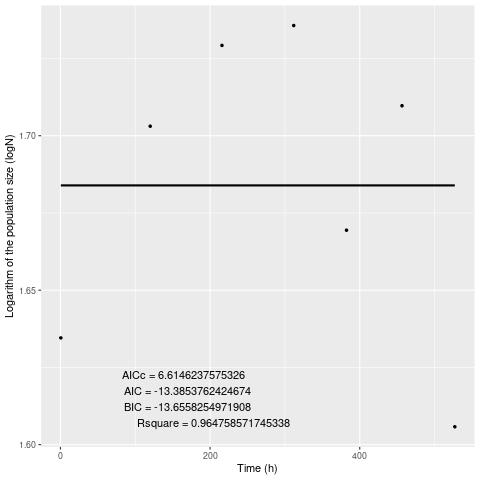 Logarithm of the population size (logN)
1.70
1.65
1.60
AICc = 6.6146237575326
AIC = -13.3853762424674
BIC = -13.6558254971908
Rsquare = 0.964758571745338
0 200 400
Time (h)